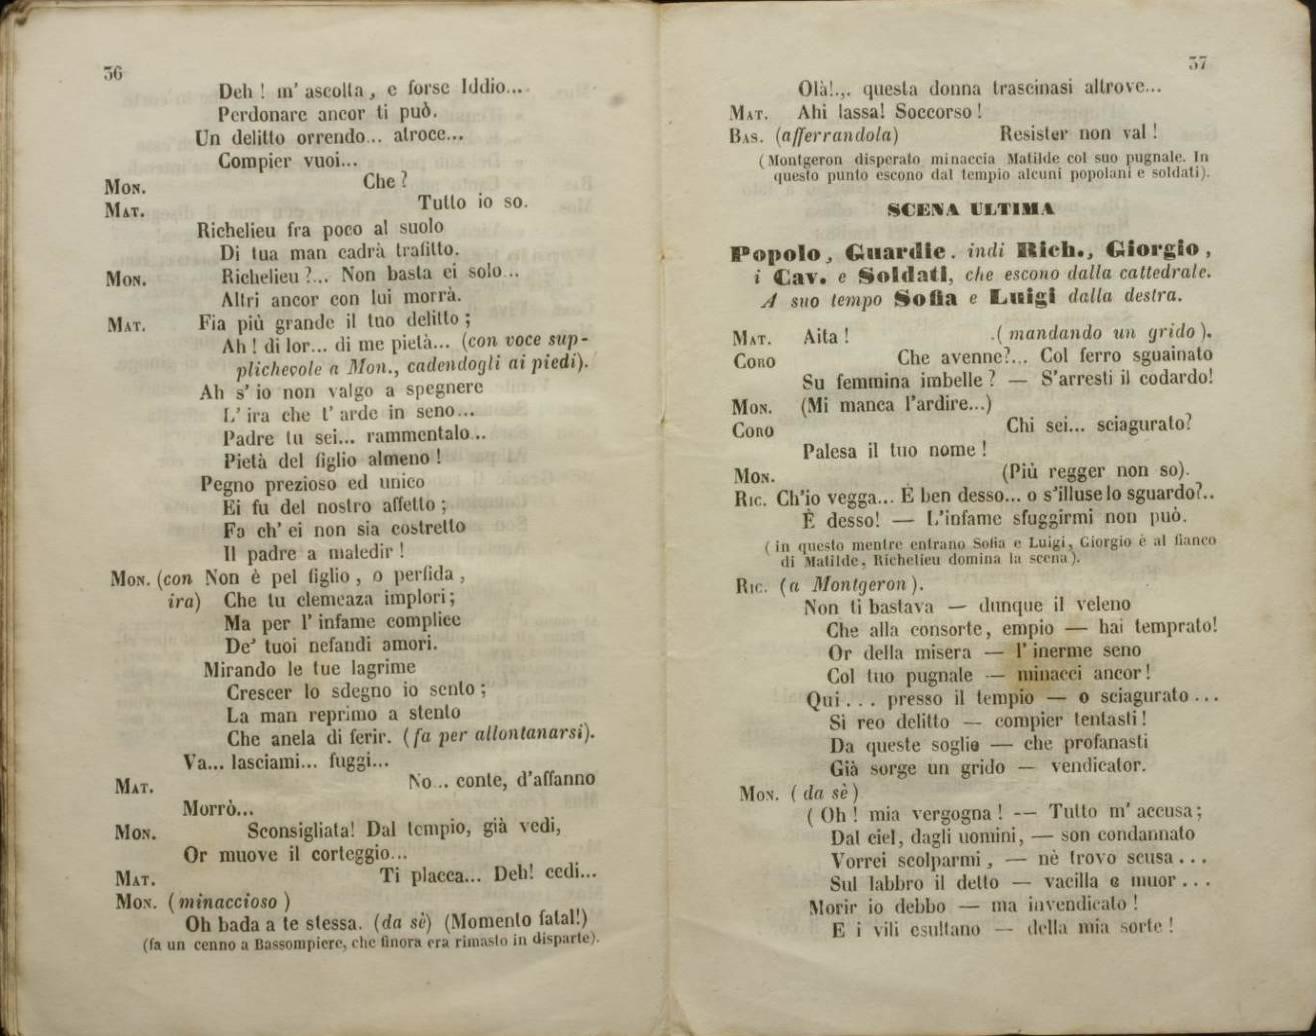 36
Deh ! m' ascolta, e forse Iddio...
Perdonare ancor ti può.
Un delitto orrendo... atroce...
Compier vuoi...
Mon. Che ?
Mat. Tutto io so.
Richelieu fra poco al suolo
Di tua man cadrà trafitto.
Mon. Richelieu ?... Non basta ei solo...
Altri ancor con lui morrà.
Mat. Fia più grande il tuo delitto ;
Ah ! di lor... di me pietà... (con voce sup-
plichevole a Mon., cadendogli ai piedi).
Ah s' io non valgo a spegnere
L' ira che t' arde in seno...
Padre tu sei... rammentalo...
Pietà del figlio almeno !
Pegno prezioso ed unico
Ei fu del nostro affetto ;
Fa ch' ei non sia costretto
Il padre a maledir !
Mon. (con Non è pel figlio , o perfida ,
ira) Che tu clemeaza implori ;
Ma per l' infame complice
De' tuoi nefandi amori.
Mirando le tue lagrime
Crescer lo sdegno io sento ;
La man reprimo a stento
Che anela di ferir. (fa per allontanarsi).
Va... lasciami... fuggi...
Mat. No... conte, d'affanno
Morrò...
Mon. Sconsigliata! Dal tempio, già vedi,
Or muove il corteggio...
Mat. Ti placca... Deh! cedi...
Mon. (minaccioso)
Oh bada a te stessa. (da sè) (Momento fatal!)
(fa un cenno a Bassompiere, che finora era rimasto in disparte).
37
Olà!.,. questa donna trascinasi altrove...
Mat. Ahi lassa! Soccorso !
Bas. (afferrandola) Resister non val !
(Montgeron disperato minaccia Matilde col suo pugnale. In
questo punto escono dal tempio alcuni popolani e soldati).
SCENA ULTIMA
Popolo, Guardie. indi Rich., Giorgio,
i Cav. e Soldati, che escono dalla cattedrale.
A suo tempo Sofia e Luigi dalla destra.
Mat. Aita ! .(mandando un grido).
Coro Che avenne?... Col ferro sguainato
Su femmina imbelle ? — S'arresti il codardo!
Mon. (Mi manca l'ardire...)
Coro Chi sei... sciagurato?
Palesa il tuo nome !
Mon. (Più regger non so).
Ric. Ch'io vegga... È ben desso... o s'illuse lo sguardo?..
È desso! — L'infame sfuggirmi non può.
(in questo mentre entrano Sofia e Luigi, Giorgio è al fianco
di Matilde, Richelieu domina la scena).
Ric. (a Montgeron).
Non ti bastava — dunque il veleno
Che alla consorte, empio — hai temprato!
Or della misera — l' inerme seno
Col tuo pugnale — minacci ancor !
Qui... presso il tempio — o sciagurato...
Sì reo delitto — compier tentasti !
Da queste soglie — che profanasti
Già sorge un grido — vendicator.
Mon. (da sè)
( Oh ! mia vergogna ! — Tutto m' accusa ;
Dal ciel, dagli uomini, — son condannato
Vorrei scolparmi , — nè trovo scusa...
Sul labbro il detto — vacilla e muor...
Morir io debbo — ma invendicato !
E i vili esultano — della mia sorte !